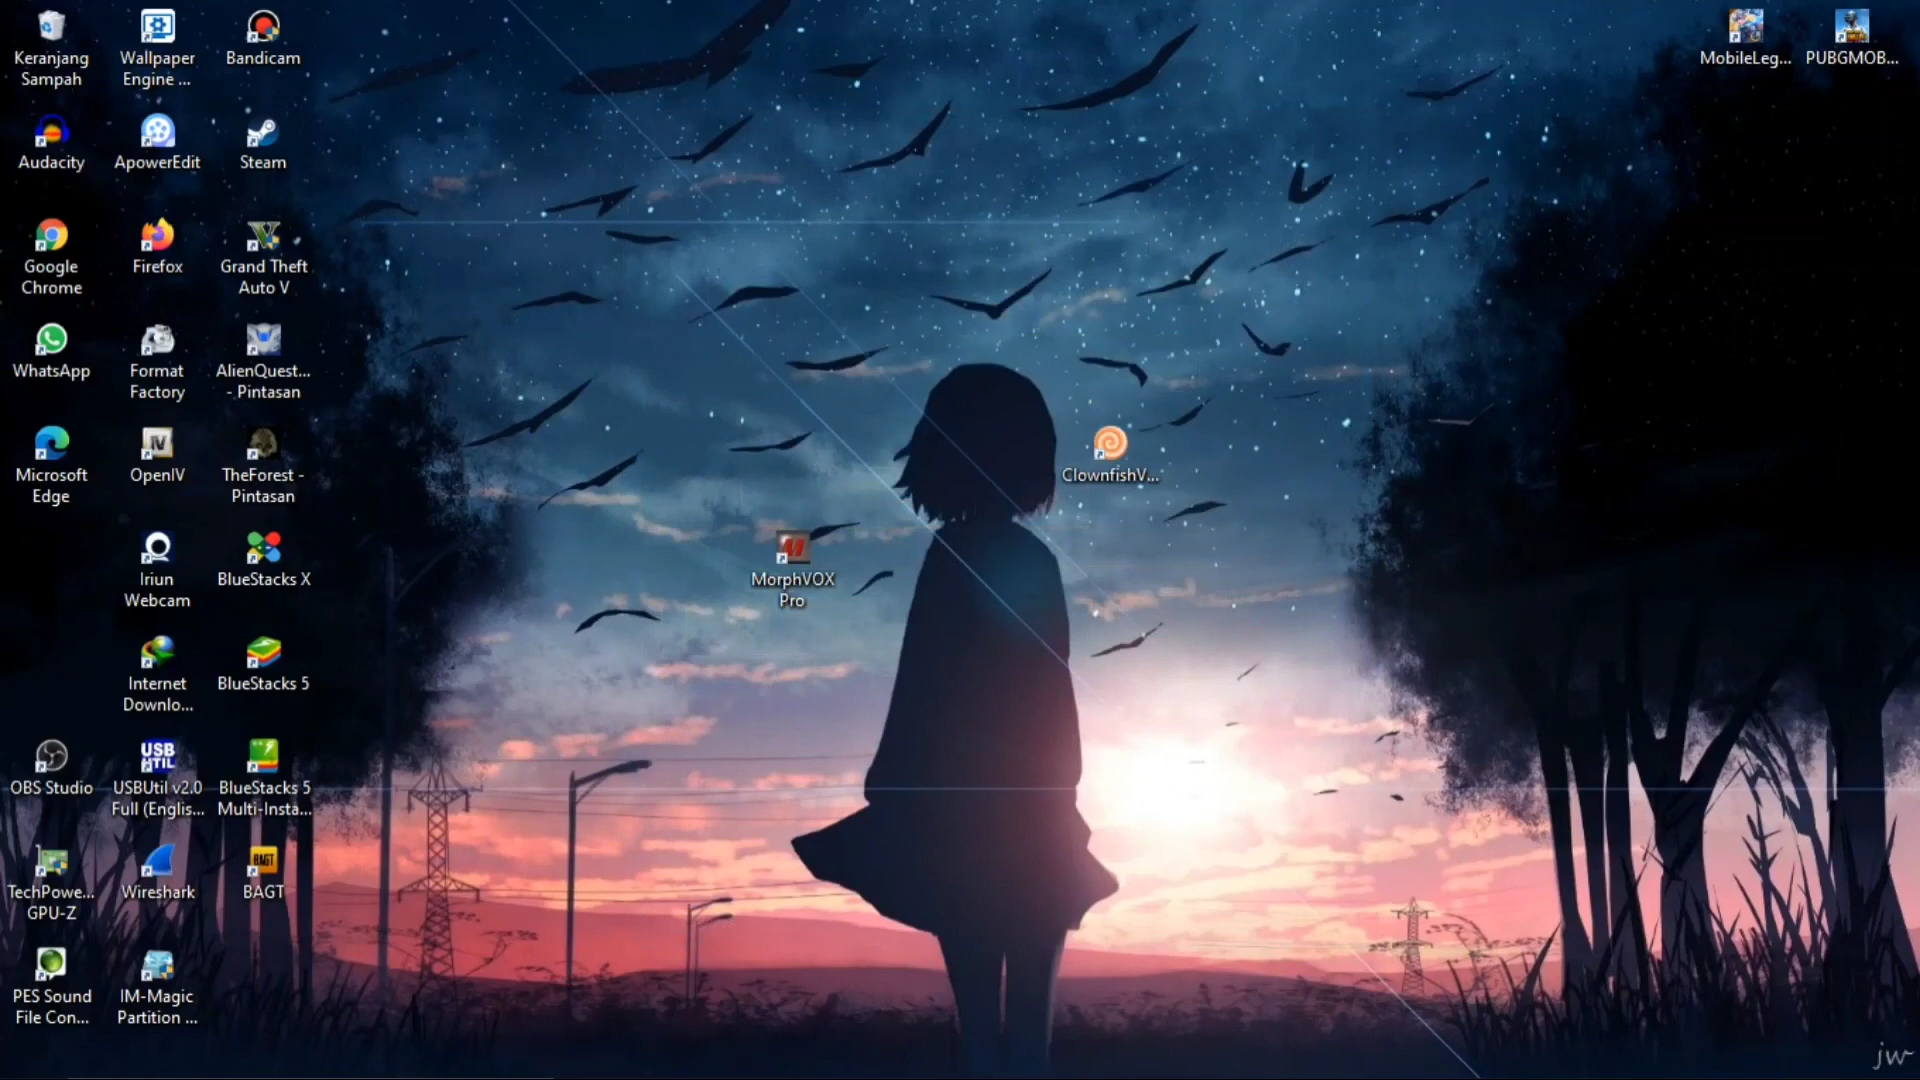 Keranjang
Sampah
Wallpaper
Engine ...
Bandicam
MobileLeg...
PUBGMOB...
Audacity
ApowerEdit
Steam
Google
Chrome
Firefox
Grand Theft
Auto V
WhatsApp
Format
Factory
AlienQuest...
- Pintasan
Microsoft
Edge
OpenIV
TheForest -
Pintasan
ClownfishV...
Iriun
Webcam
BlueStacks X
MorphVOX
Pro
Internet
Downlo...
BlueStacks 5
OBS Studio
USB
UTIL
USBUtil v2.0
Full (Englis...
BlueStacks 5
Multi-Insta...
TechPowe...
GPU-Z
Wireshark
BAGT
BAGT
PES Sound
File Con...
IM-Magic
Partition ...
jw